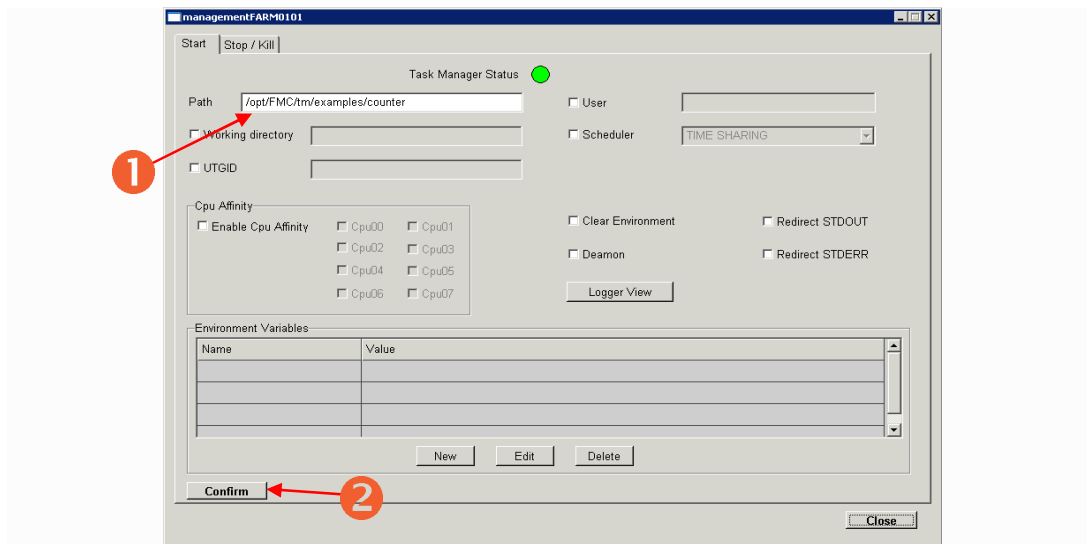 managementFARM0101
Start Stop / Kill
Task Manager Status
Path /opt/FMC/tm/examples/counter User
Working directory Scheduler TIME SHARING
1
UTGID
Cpu Affinity
Enable Cpu Affinity Cpu00 Cpu01 Clear Environment Redirect STDOUT
Cpu02 Cpu03
Deamon Redirect STDERR
Cpu04 Cpu05
Cpu06 Cpu07 Logger View
Environment Variables
Name Value
New Edit Delete
Confirm 2
Close